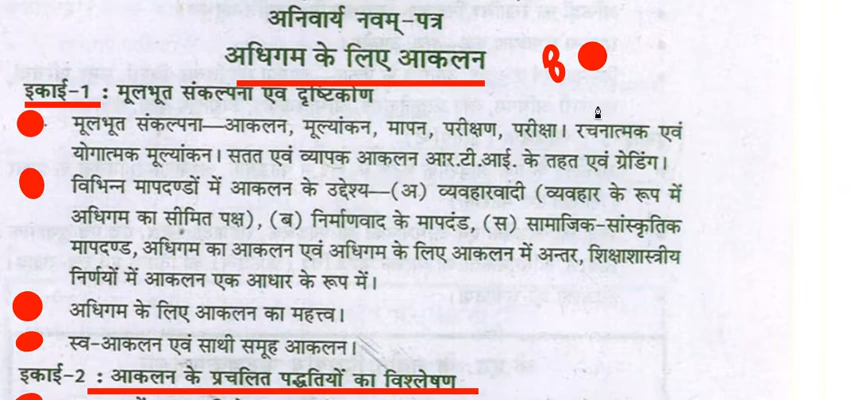 अनिवार्य नवम्-पत्र
अधिगम के लिए आकलन
8
इकाई-1 : मूलभूत संकल्पना एवं दृष्टिकोण
मूलभूत संकल्पना—आकलन, मूल्यांकन, मापन, परीक्षण, परीक्षा। रचनात्मक एवं
योगात्मक मूल्यांकन। सतत एवं व्यापक आकलन आर.टी.आई. के तहत एवं ग्रेडिंग।
विभिन्न मापदण्डों में आकलन के उद्देश्य—(अ) व्यवहारवादी (व्यवहार के रूप में
अधिगम का सीमित पक्ष), (ब) निर्माणवाद के मापदंड, (स) सामाजिक-सांस्कृतिक
मापदण्ड, अधिगम का आकलन एवं अधिगम के लिए आकलन में अन्तर, शिक्षाशास्त्रीय
निर्णयों में आकलन एक आधार के रूप में।
अधिगम के लिए आकलन का महत्त्व।
स्व-आकलन एवं साथी समूह आकलन।
इकाई-2 : आकलन के प्रचलित पद्धतियों का विश्लेषण